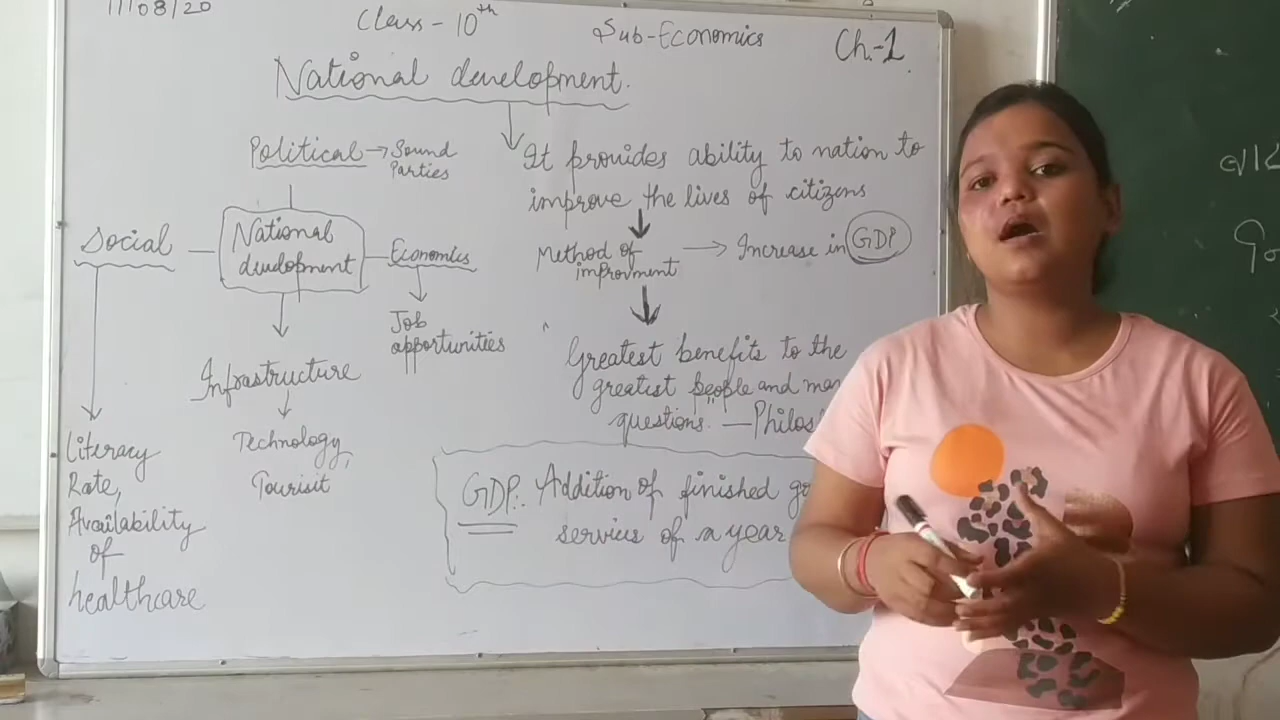 11/08/20
Class - 10th
Sub-Economics
Ch.-1
National development.
Political → Sound
Parties
It provides ability to nation to
improve the lives of citizens
Social
National
development
Economics
Method of
improvment
→ Increase in GDP
Job
opportunities
Infrastructure
Technology,
Tourisit
Literacy
Rate,
Availability
of
healthcare
Greatest benefits to the
greatest people and
questions." —
GDP:- Addition of finished
services of a year